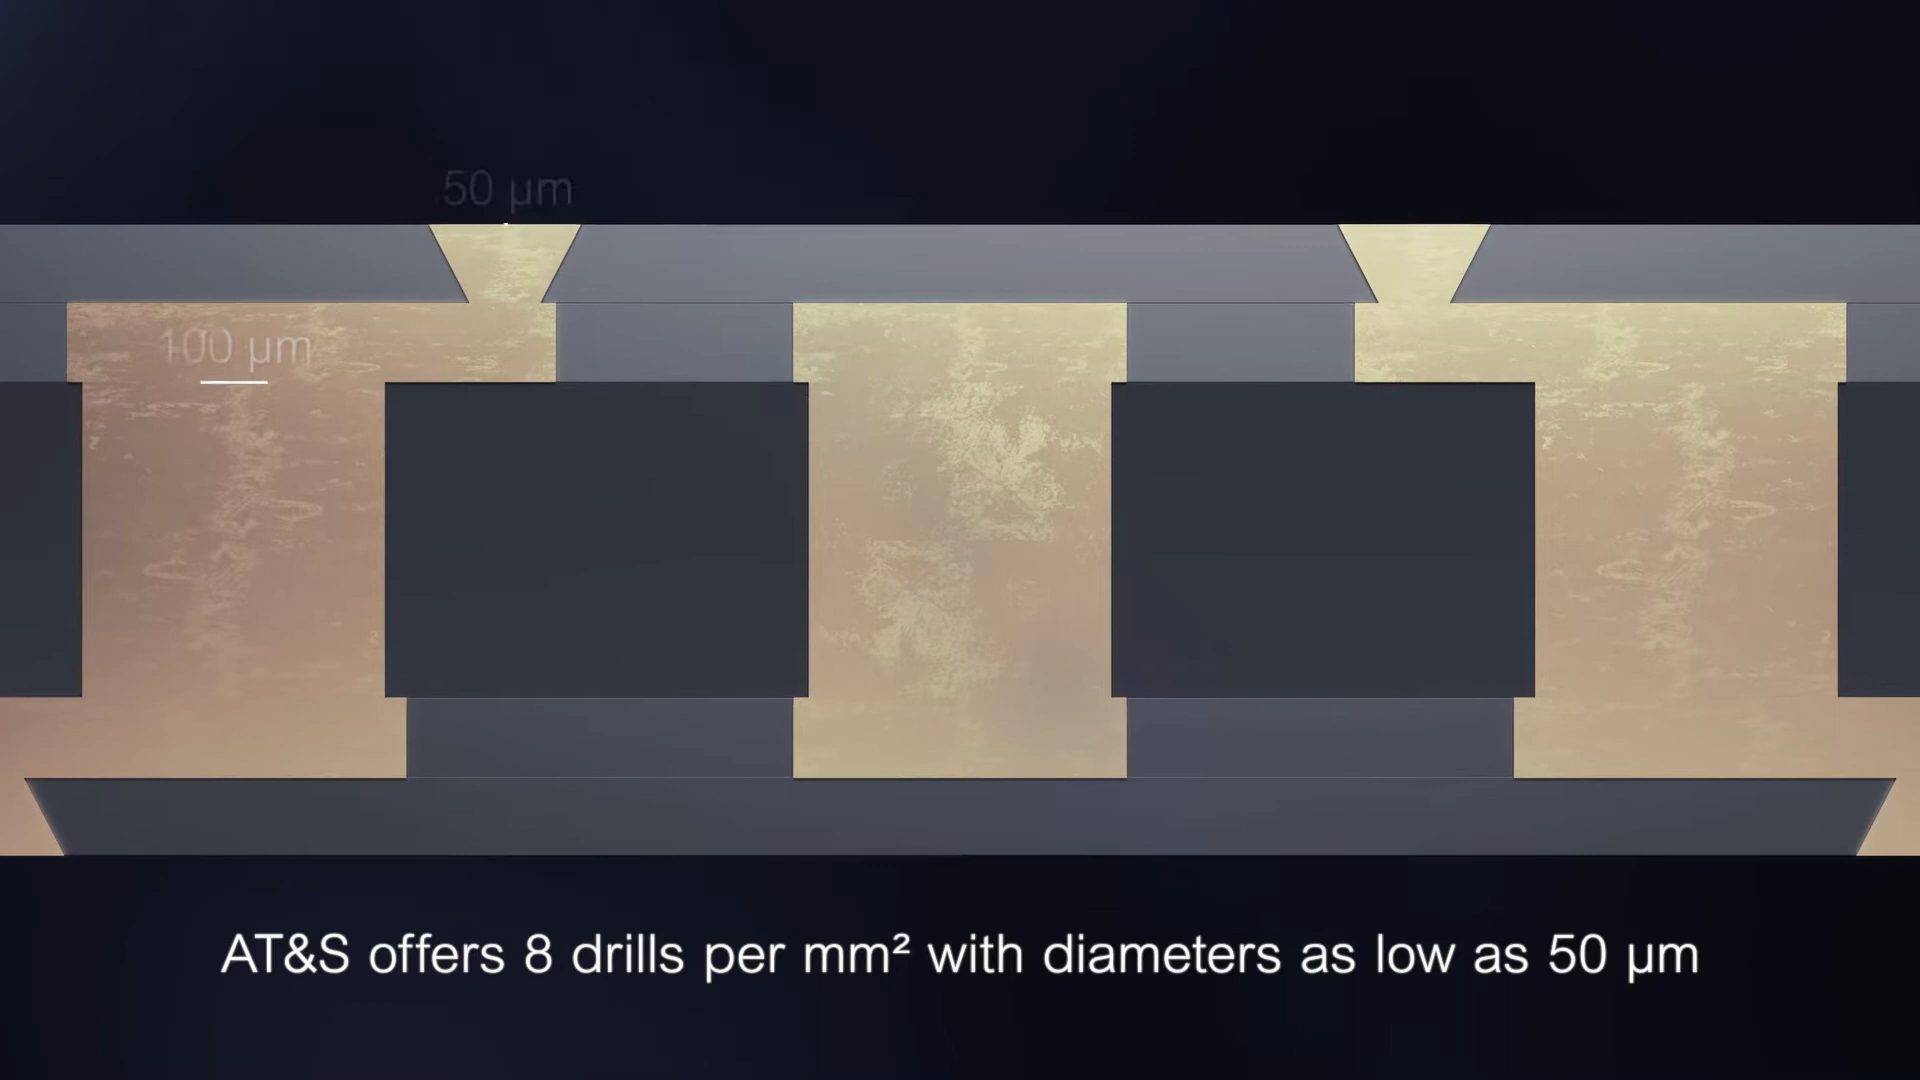 50 µm
100 µm
AT&S offers 8 drills per mm² with diameters as low as 50 µm